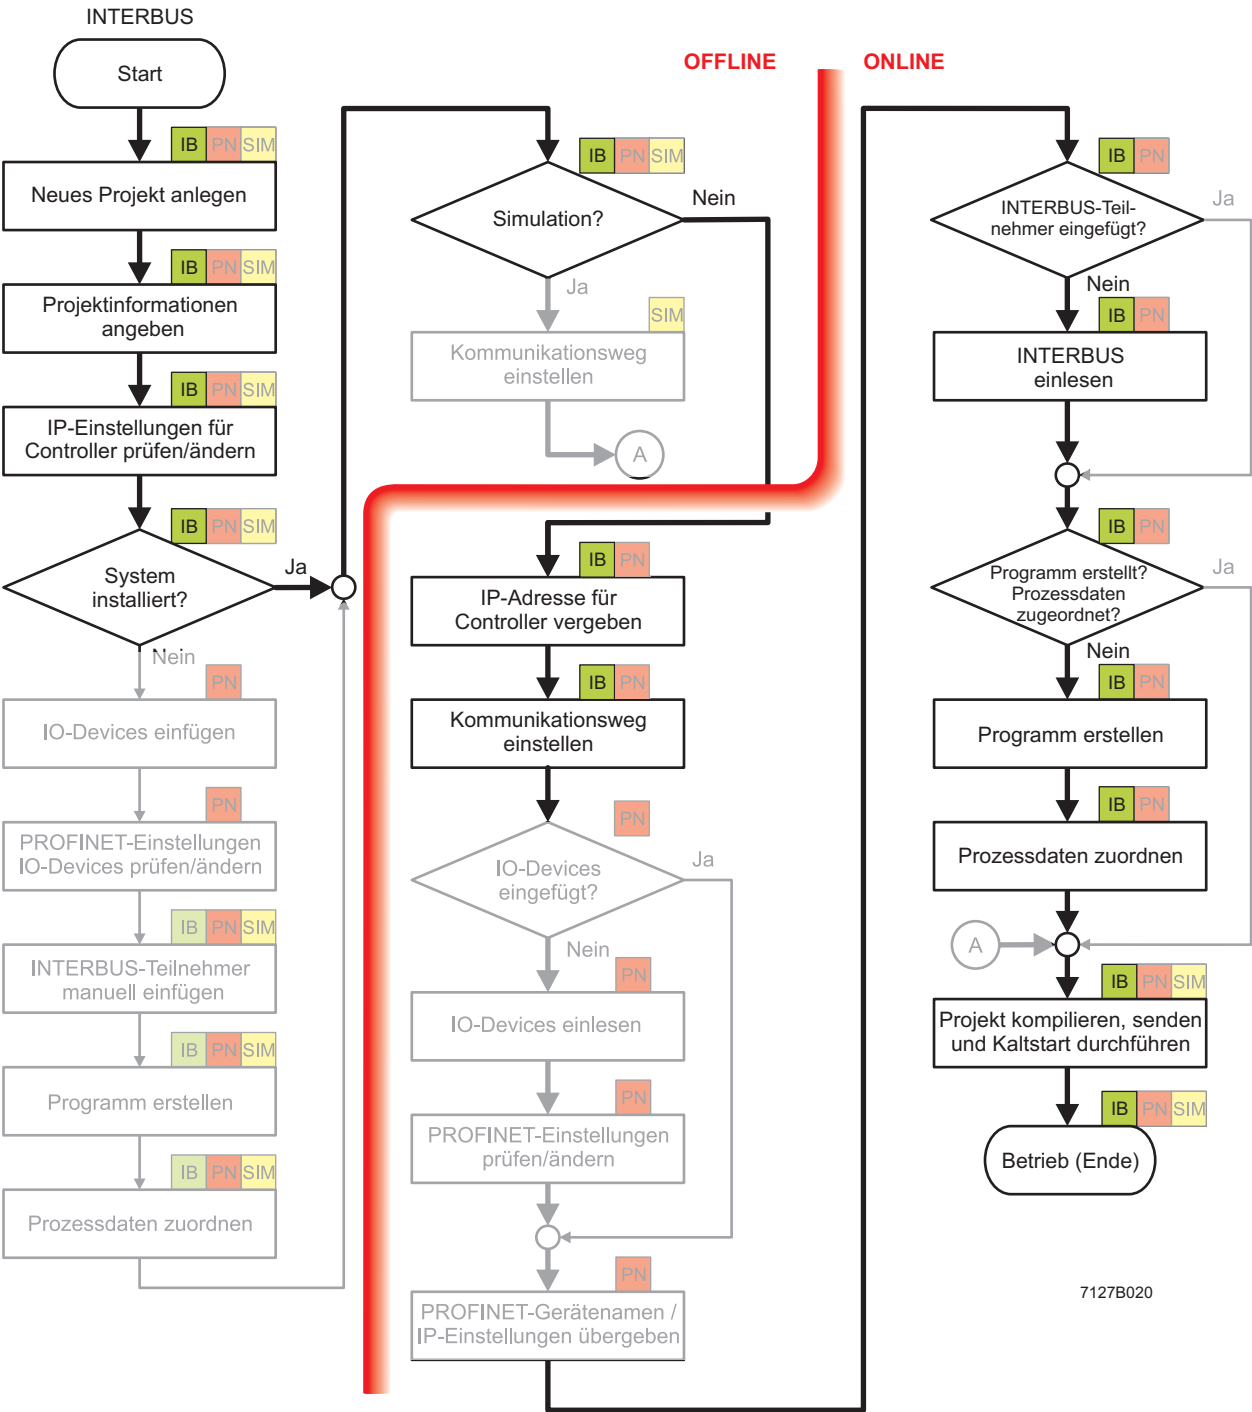 INTERBUS
Start
IB PN SIM
Neues Projekt anlegen
IB PN SIM
Projektinformationen
angeben
IB PN SIM
IP-Einstellungen für
Controller prüfen/ändern
IB PN SIM
System
installiert?
Ja
Nein
PN
IO-Devices einfügen
PN
PROFINET-Einstellungen
IO-Devices prüfen/ändern
IB PN SIM
INTERBUS-Teilnehmer
manuell einfügen
IB PN SIM
Programm erstellen
IB PN SIM
Prozessdaten zuordnen
OFFLINE
ONLINE
IB PN SIM
Simulation?
Nein
Ja
SIM
Kommunikationsweg
einstellen
A
IB PN
IP-Adresse für
Controller vergeben
IB PN
Kommunikationsweg
einstellen
PN
IO-Devices
eingefügt?
Ja
Nein
PN
IO-Devices einlesen
PN
PROFINET-Einstellungen
prüfen/ändern
PN
PROFINET-Gerätenamen /
IP-Einstellungen übergeben
IB PN
INTERBUS-Teil-
nehmer eingefügt?
Ja
Nein
IB PN
INTERBUS
einlesen
IB PN
Programm erstellt?
Prozessdaten
zugeordnet?
Ja
Nein
IB PN
Programm erstellen
IB PN
Prozessdaten zuordnen
A
IB PN SIM
Projekt kompilieren, senden
und Kaltstart durchführen
IB PN SIM
Betrieb (Ende)
7127B020